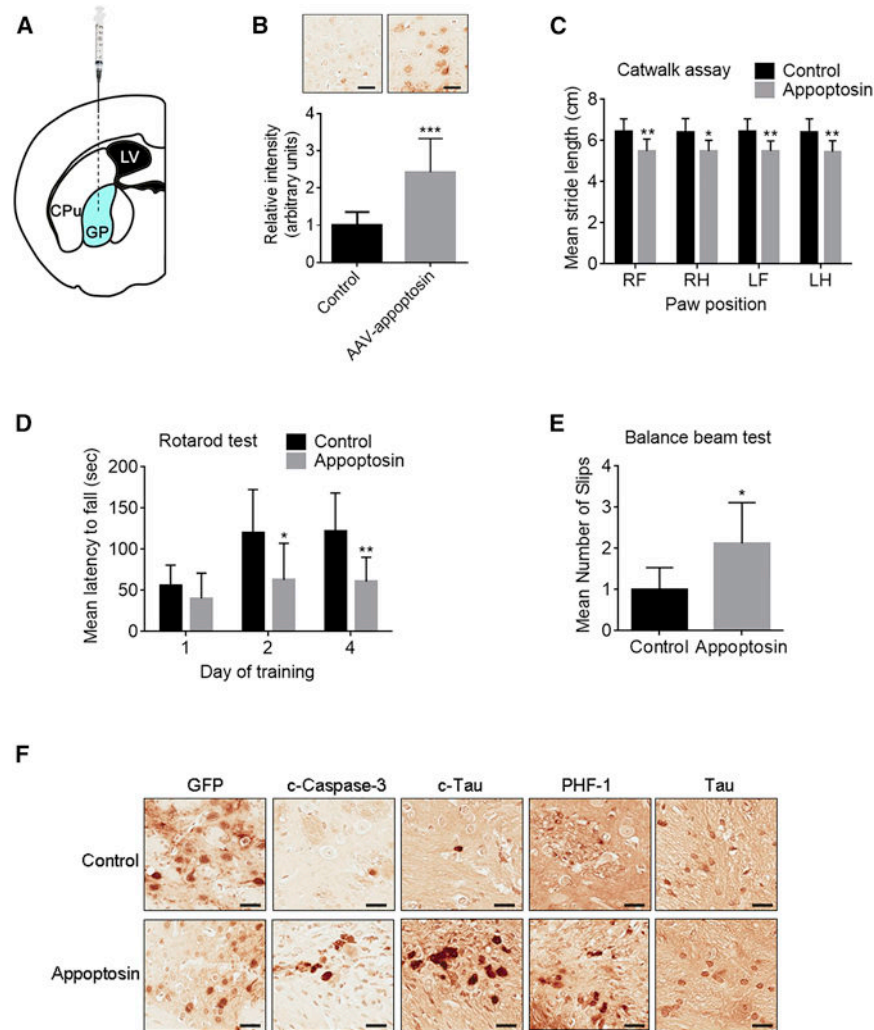 A
LV
CPu
GP
B
Relative intensity
(arbitrary units)
4
3
2
1
0
***
Control
AAV-appoptosin
C
Catwalk assay
Control
Appoptosin
Mean stride length (cm)
8
6
4
2
0
** * ** **
RF RH LF LH
Paw position
D
Rotarod test
Control
Appoptosin
Mean latency to fall (sec)
200
150
100
50
0
* **
1 2 4
Day of training
E
Balance beam test
Mean Number of Slips
4
3
2
1
0
*
Control Appoptosin
F
GFP c-Caspase-3 c-Tau PHF-1 Tau
Control
Appoptosin